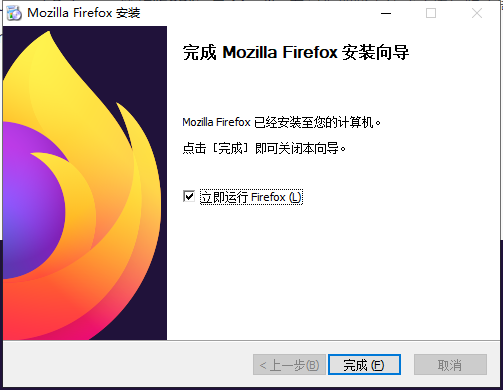 Mozilla Firefox 安装
完成 Mozilla Firefox 安装向导
Mozilla Firefox 已经安装至您的计算机。
点击 [完成] 即可关闭本向导。
立即运行 Firefox (L)
< 上一步(B)
完成 (F)
取消